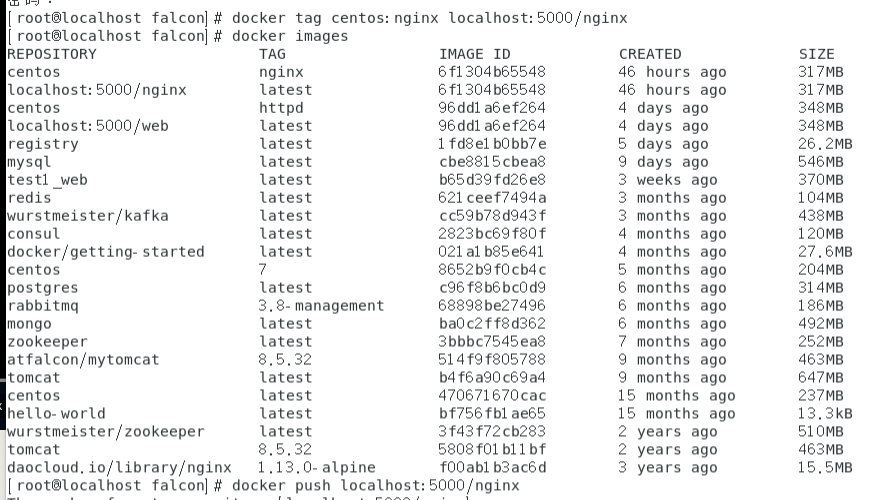 [root@localhost falcon]# docker tag centos:nginx localhost:5000/nginx
[root@localhost falcon]# docker images
REPOSITORY TAG IMAGE ID CREATED SIZE
centos nginx 6f1304b65548 46 hours ago 317MB
localhost:5000/nginx latest 6f1304b65548 46 hours ago 317MB
centos httpd 96dd1a6ef264 4 days ago 348MB
localhost:5000/web latest 96dd1a6ef264 4 days ago 348MB
registry latest 1fd8e1b0bb7e 5 days ago 26.2MB
mysql latest cbe8815cbea8 9 days ago 546MB
test1_web latest b65d39fd26e8 3 weeks ago 370MB
redis latest 621ceef7494a 3 months ago 104MB
wurstmeister/kafka latest cc59b78d943f 3 months ago 438MB
consul latest 2823bc69f80f 4 months ago 120MB
docker/getting-started latest 021a1b85e641 4 months ago 27.6MB
centos 7 8652b9f0cb4c 5 months ago 204MB
postgres latest c96f8b6bc0d9 6 months ago 314MB
rabbitmq 3.8-management 68898be27496 6 months ago 186MB
mongo latest ba0c2ff8d362 6 months ago 492MB
zookeeper latest 3bbbc7545ea8 7 months ago 252MB
atfalcon/mytomcat 8.5.32 514f9f805788 9 months ago 463MB
tomcat latest b4f6a90c69a4 9 months ago 647MB
centos latest 470671670cac 15 months ago 237MB
hello-world latest bf756fb1ae65 15 months ago 13.3kB
wurstmeister/zookeeper latest 3f43f72cb283 2 years ago 510MB
tomcat 8.5.32 5808f01b11bf 2 years ago 463MB
daocloud.io/library/nginx 1.13.0-alpine f00ab1b3ac6d 3 years ago 15.5MB
[root@localhost falcon]# docker push localhost:5000/nginx